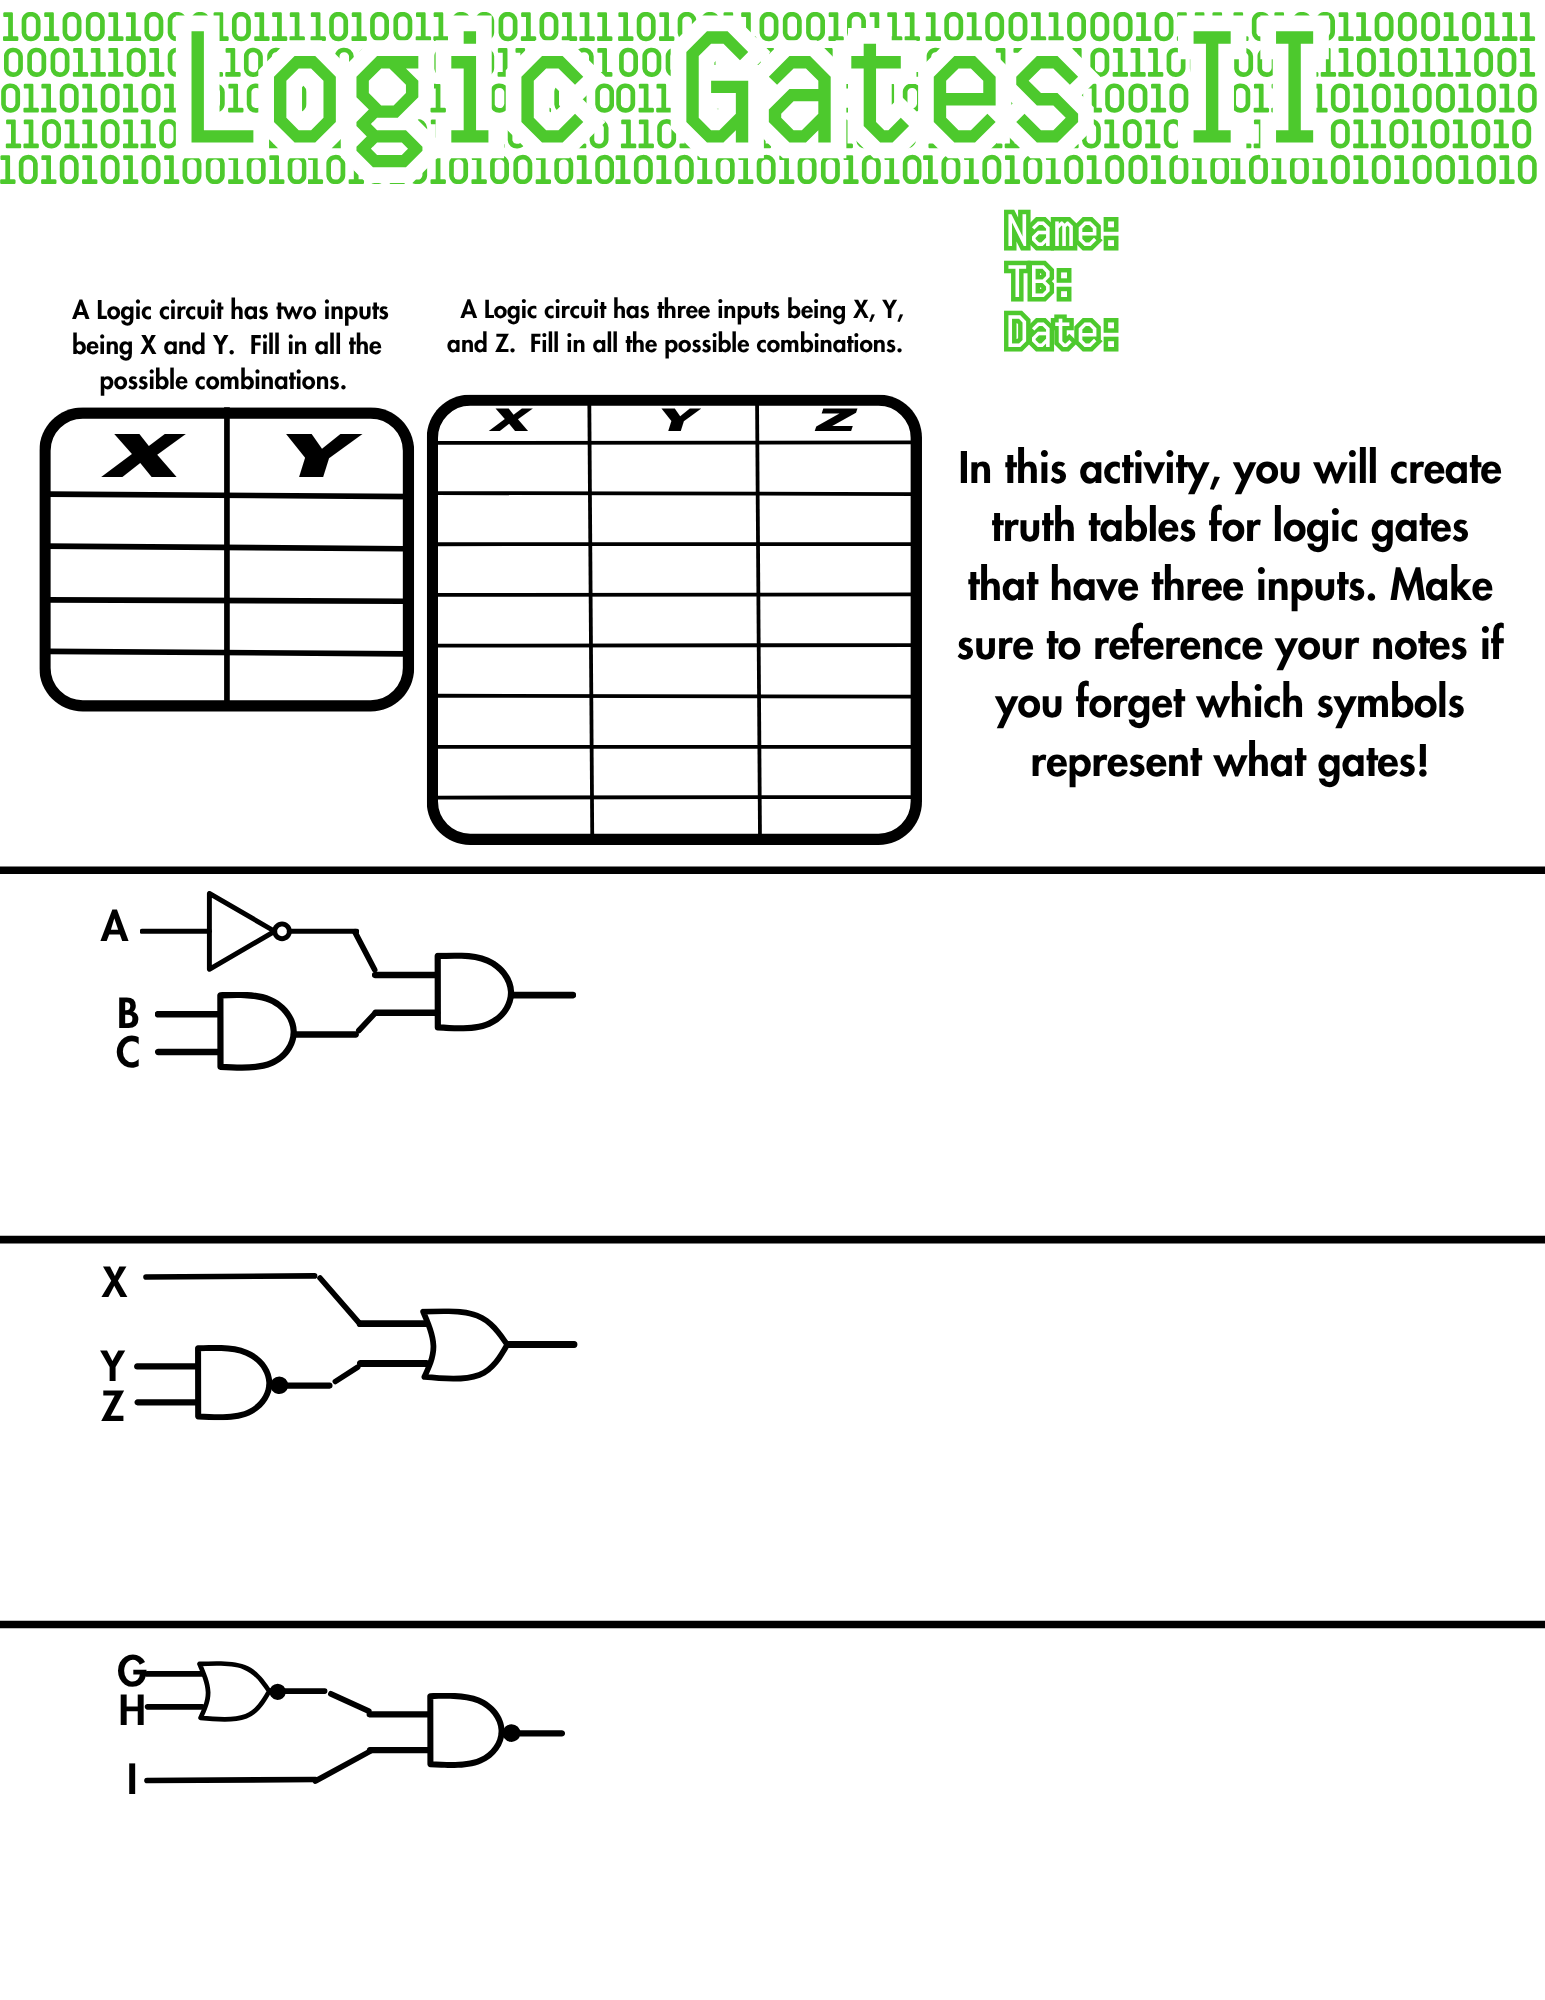 Logic Gates II
Name:
TB:
Date:
A Logic circuit has two inputs
being X and Y. Fill in all the
possible combinations.
A Logic circuit has three inputs being X, Y,
and Z. Fill in all the possible combinations.
X Y
X Y Z
In this activity, you will create
truth tables for logic gates
that have three inputs. Make
sure to reference your notes if
you forget which symbols
represent what gates!
A
B
C
X
Y
Z
G
H
I